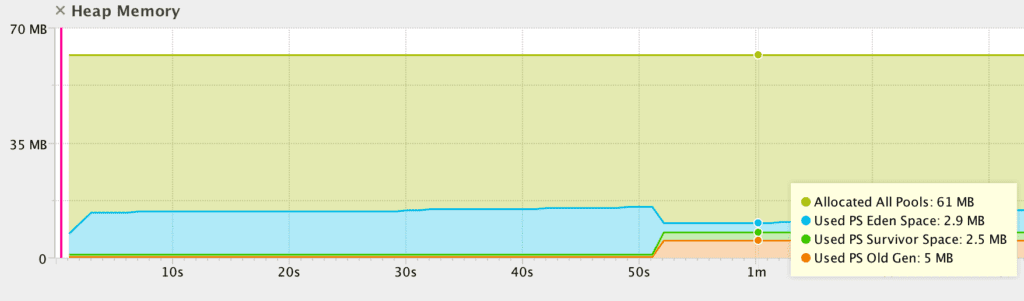 × Heap Memory
70 MB
35 MB
0
10s 20s 30s 40s 50s 1m
Allocated All Pools: 61 MB
Used PS Eden Space: 2.9 MB
Used PS Survivor Space: 2.5 MB
Used PS Old Gen: 5 MB